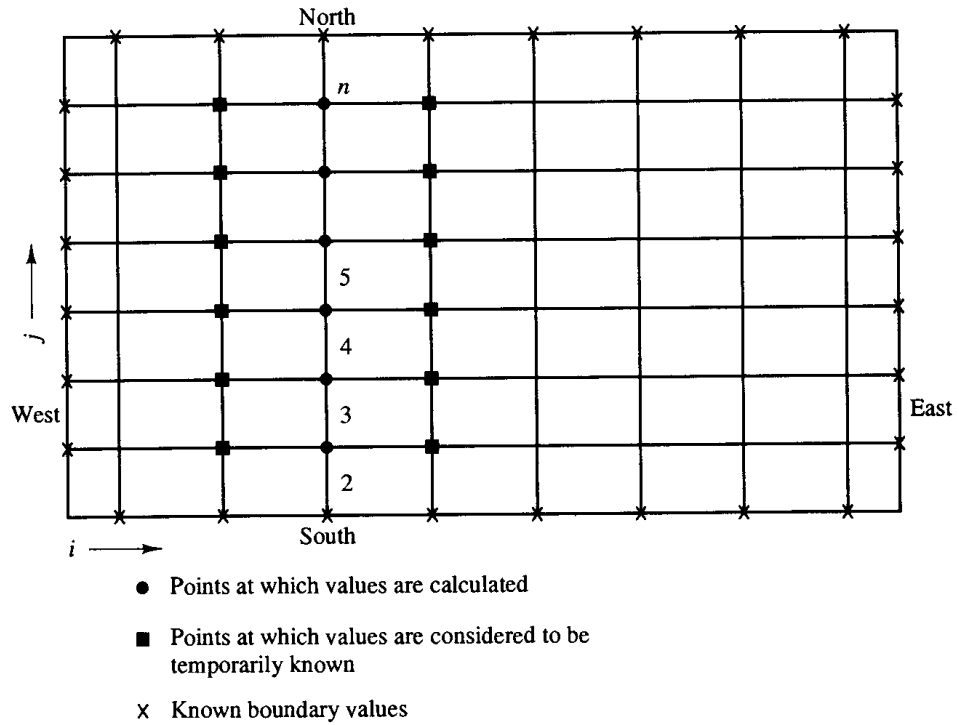 North
n
5
j
4
West
3
East
2
South
i
Points at which values are calculated
Points at which values are considered to be
temporarily known
Known boundary values